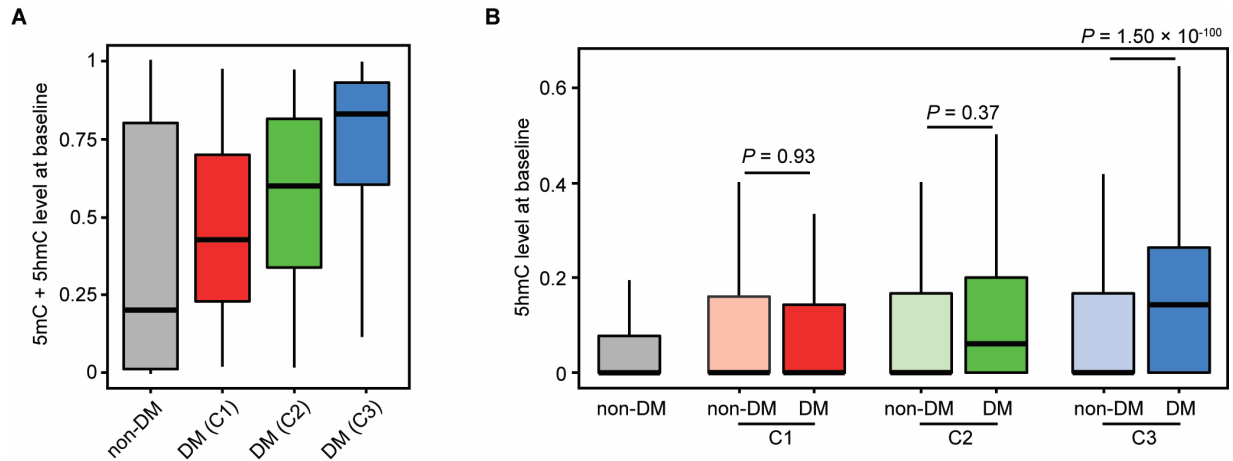 A
5mC + 5hmC level at baseline
1
0.75
0.5
0.25
0
non-DM
DM (C1)
DM (C2)
DM (C3)
B
5hmC level at baseline
0.6
0.4
0.2
0
P = 0.93
P = 0.37
P = 1.50 × 10⁻¹⁰⁰
non-DM
non-DM DM
C1
non-DM DM
C2
non-DM DM
C3